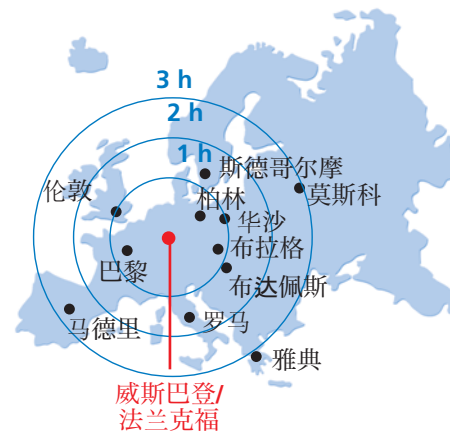 3 h
2 h
1 h
斯德哥尔摩
伦敦
柏林
莫斯科
华沙
布拉格
巴黎
布达佩斯
马德里
罗马
雅典
威斯巴登/
法兰克福